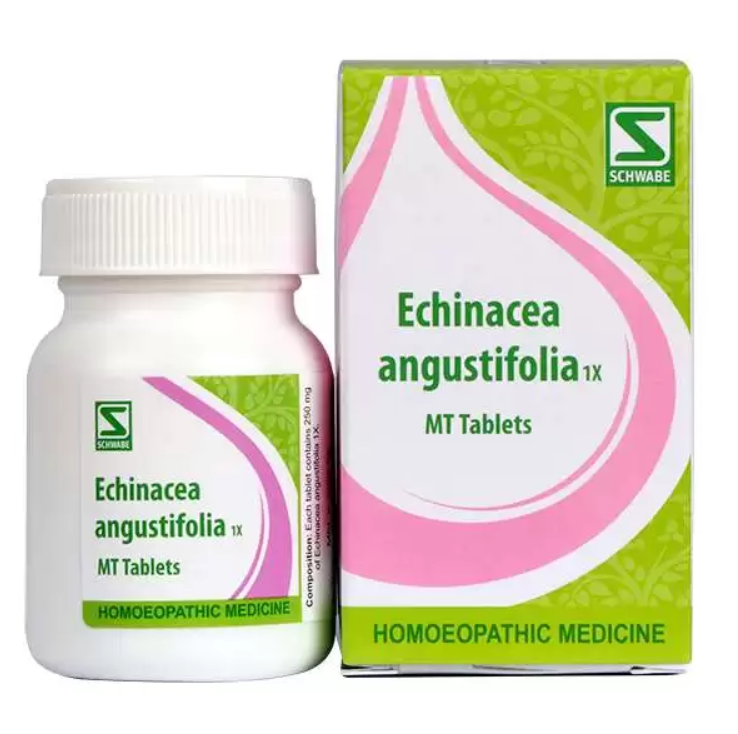 SCHWABE
Echinacea
angustifolia 1X
MT Tablets
HOMOEOPATHIC MEDICINE
Composition: Each tablet contains 250 mg
of Echinacea angustifolia 1X.
SCHWABE
Echinacea
angustifolia 1X
MT Tablets
HOMOEOPATHIC MEDICINE